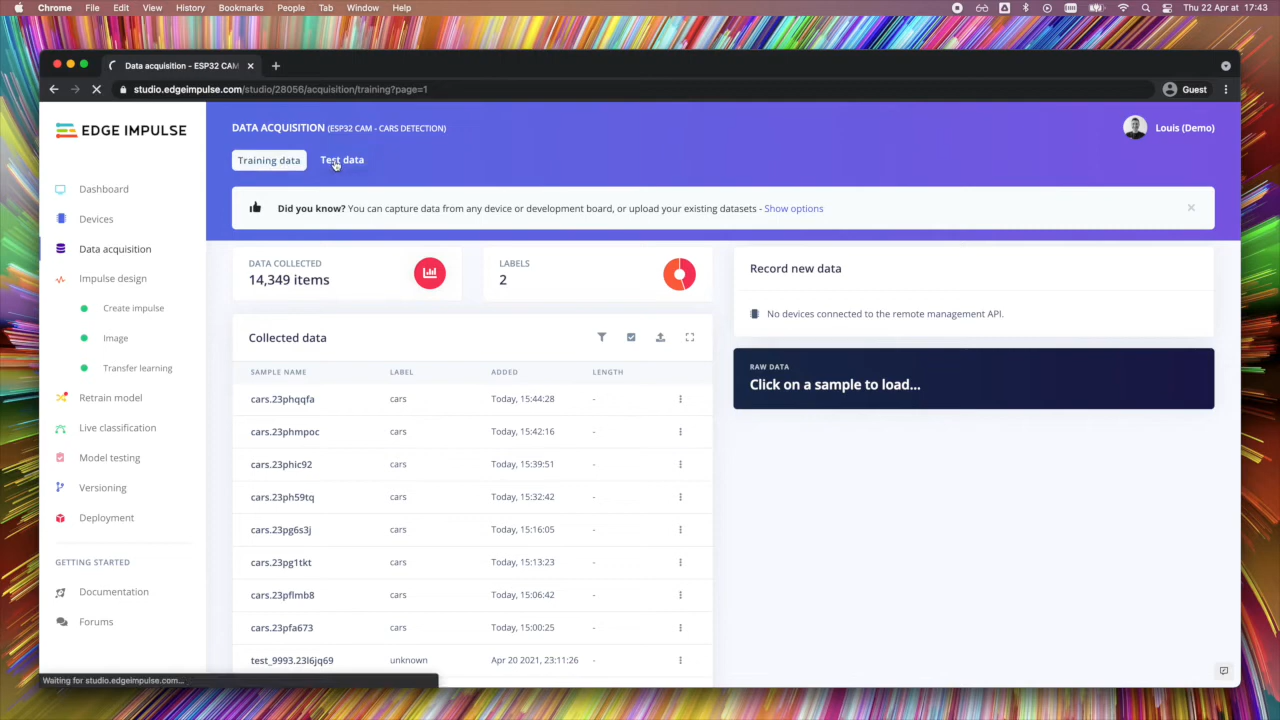 Chrome File Edit View History Bookmarks People Tab Window Help Thu 22 Apr at 17:43
Data acquisition - ESP32 CAM
studio.edgeimpulse.com/studio/28056/acquisition/training?page=1 Guest
EDGE IMPULSE
Dashboard
Devices
Data acquisition
Impulse design
Create impulse
Image
Transfer learning
Retrain model
Live classification
Model testing
Versioning
Deployment
GETTING STARTED
Documentation
Forums
Waiting for studio.edgeimpulse.com...
DATA ACQUISITION (ESP32 CAM - CARS DETECTION)
Louis (Demo)
Training data Test data
Did you know? You can capture data from any device or development board, or upload your existing datasets - Show options
DATA COLLECTED
14,349 items
LABELS
2
Collected data
SAMPLE NAME LABEL ADDED LENGTH
cars.23phqqfa cars Today, 15:44:28 -
cars.23phmpoc cars Today, 15:42:16 -
cars.23phic92 cars Today, 15:39:51 -
cars.23ph59tq cars Today, 15:32:42 -
cars.23pg6s3j cars Today, 15:16:05 -
cars.23pg1tkt cars Today, 15:13:23 -
cars.23pflmb8 cars Today, 15:06:42 -
cars.23pfa673 cars Today, 15:00:25 -
test_9993.23l6jq69 unknown Apr 20 2021, 23:11:26 -
Record new data
No devices connected to the remote management API.
RAW DATA
Click on a sample to load...